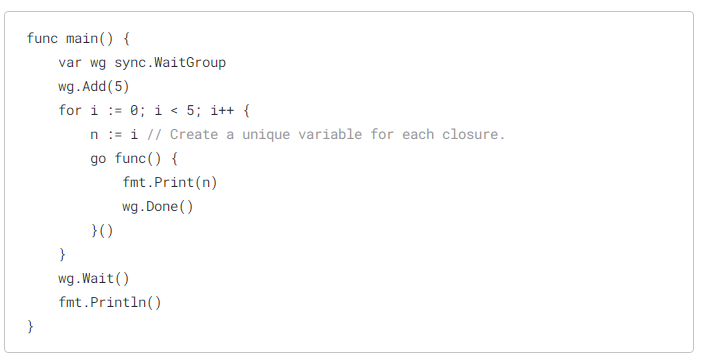 func main() {
    var wg sync.WaitGroup
    wg.Add(5)
    for i := 0; i < 5; i++ {
        n := i // Create a unique variable for each closure.
        go func() {
            fmt.Print(n)
            wg.Done()
        }()
    }
    wg.Wait()
    fmt.Println()
}